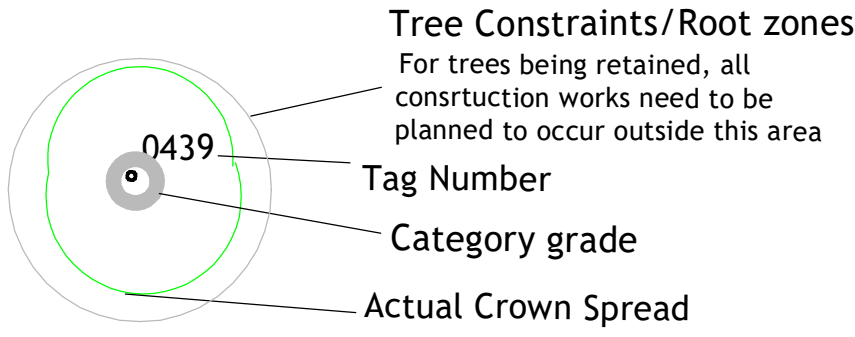 Tree Constraints/Root zones
For trees being retained, all
consrtuction works need to be
planned to occur outside this area
0439
Tag Number
Category grade
Actual Crown Spread